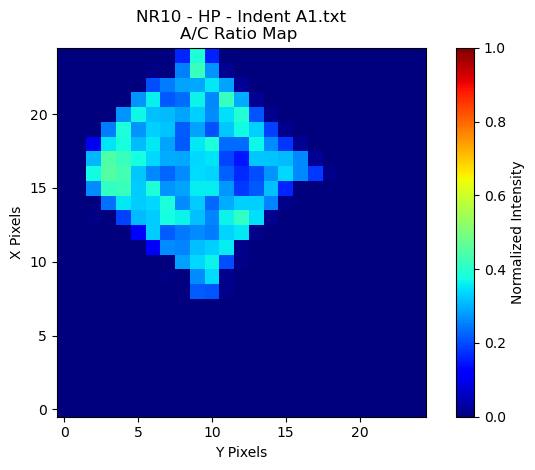 NR10 - HP - Indent A1.txt
A/C Ratio Map
1.0
0.8
0.6
0.4
0.2
0.0
Normalized Intensity
20
15
10
5
0
X Pixels
0 5 10 15 20
Y Pixels